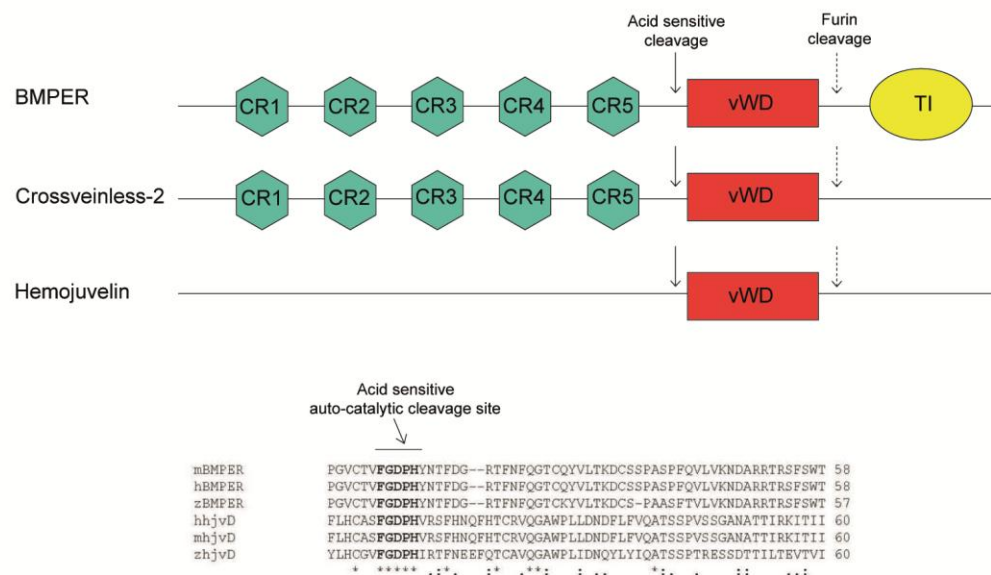 Acid sensitive
cleavage
Furin
cleavage
BMPER
CR1 CR2 CR3 CR4 CR5 vWD TI
Crossveinless-2
CR1 CR2 CR3 CR4 CR5 vWD
Hemojuvelin
vWD
Acid sensitive
auto-catalytic cleavage site
mBMPER PGVCTVFGDPHYNTFDG--RTFNFQGTCQYVLTKDCSSPASPFQVLVKNDARRTRSFSWT 58
hBMPER PGVCTVFGDPHYNTFDG--RTFNFQGTCQYVLTKDCSSPASPFQVLVKNDARRTRSFSWT 58
zBMPER PGVCTVFGDPHYNTFDG--RTFNFQGTCKYVLTKDCS-PAASFTVLVKNDARRTRSFSWT 57
hhjvD FLHCASFGDPHVRSFHNQFHTCRVQGAWPLLDNDFLFVQATSSPVSSGANATTIRKITII 60
mhjvD FLHCASFGDPHVRSFHNQFHTCRVQGAWPLLDNDFLFVQATSSPVSSGANATTIRKITII 60
zhjvD YLHCGVFGDPHIRTFNEEFQTCAVQGAWPLIDNQYLYIQATSSPTRESSDTTILTEVTVI 60